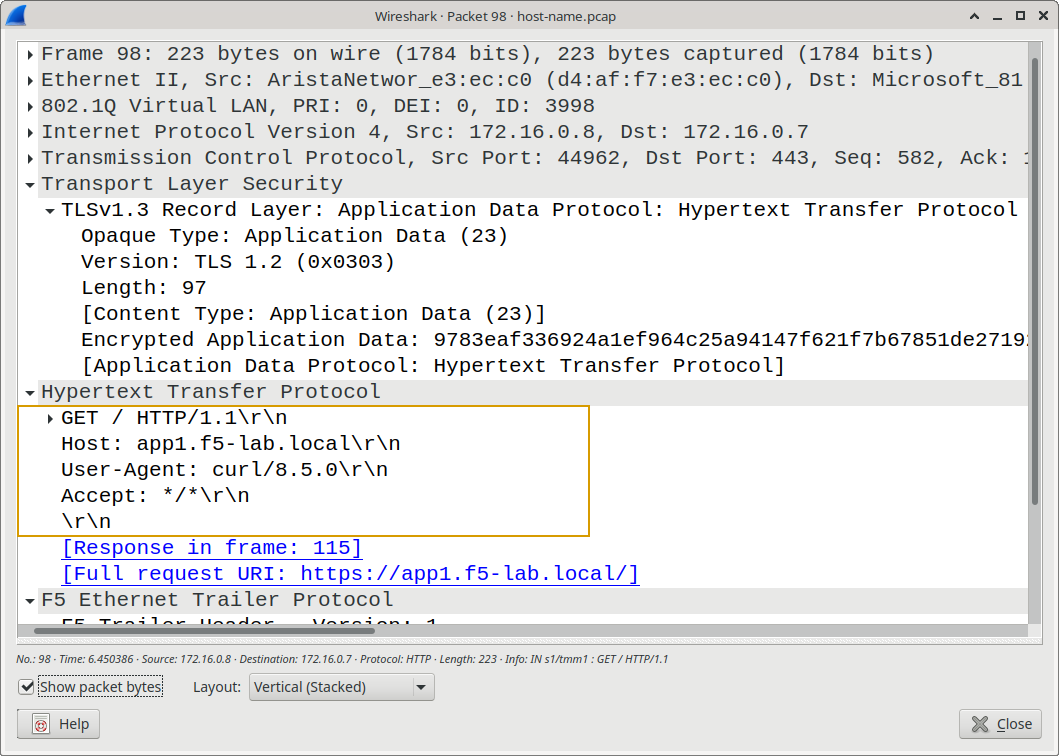 Wireshark · Packet 98 · host-name.pcap
Frame 98: 223 bytes on wire (1784 bits), 223 bytes captured (1784 bits)
Ethernet II, Src: AristaNetwor_e3:ec:c0 (d4:af:f7:e3:ec:c0), Dst: Microsoft_81
802.1Q Virtual LAN, PRI: 0, DEI: 0, ID: 3998
Internet Protocol Version 4, Src: 172.16.0.8, Dst: 172.16.0.7
Transmission Control Protocol, Src Port: 44962, Dst Port: 443, Seq: 582, Ack: 1
Transport Layer Security
TLSv1.3 Record Layer: Application Data Protocol: Hypertext Transfer Protocol
Opaque Type: Application Data (23)
Version: TLS 1.2 (0x0303)
Length: 97
[Content Type: Application Data (23)]
Encrypted Application Data: 9783eaf336924a1ef964c25a94147f621f7b67851de2719
[Application Data Protocol: Hypertext Transfer Protocol]
Hypertext Transfer Protocol
GET / HTTP/1.1\r\n
Host: app1.f5-lab.local\r\n
User-Agent: curl/8.5.0\r\n
Accept: */*\r\n
\r\n
[Response in frame: 115]
[Full request URI: https://app1.f5-lab.local/]
F5 Ethernet Trailer Protocol
F5 Trailer Header - Version: 1
No.: 98 · Time: 6.450386 · Source: 172.16.0.8 · Destination: 172.16.0.7 · Protocol: HTTP · Length: 223 · Info: IN s1/tmm1 : GET / HTTP/1.1
Show packet bytes Layout: Vertical (Stacked)
Help Close